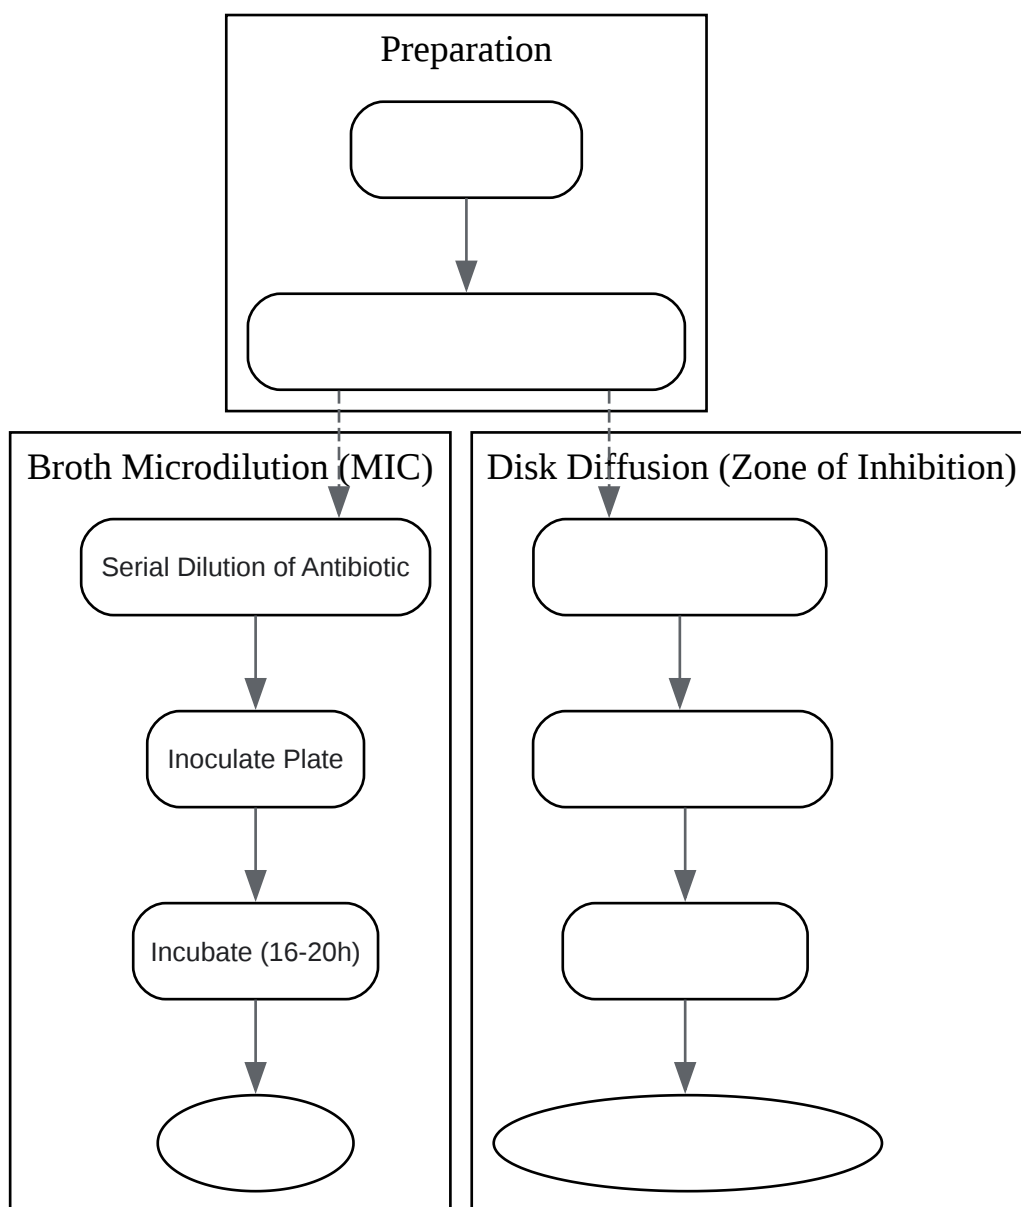 Preparation
Broth Microdilution (MIC)
Serial Dilution of Antibiotic
Inoculate Plate
Incubate (16-20h)
Disk Diffusion (Zone of Inhibition)